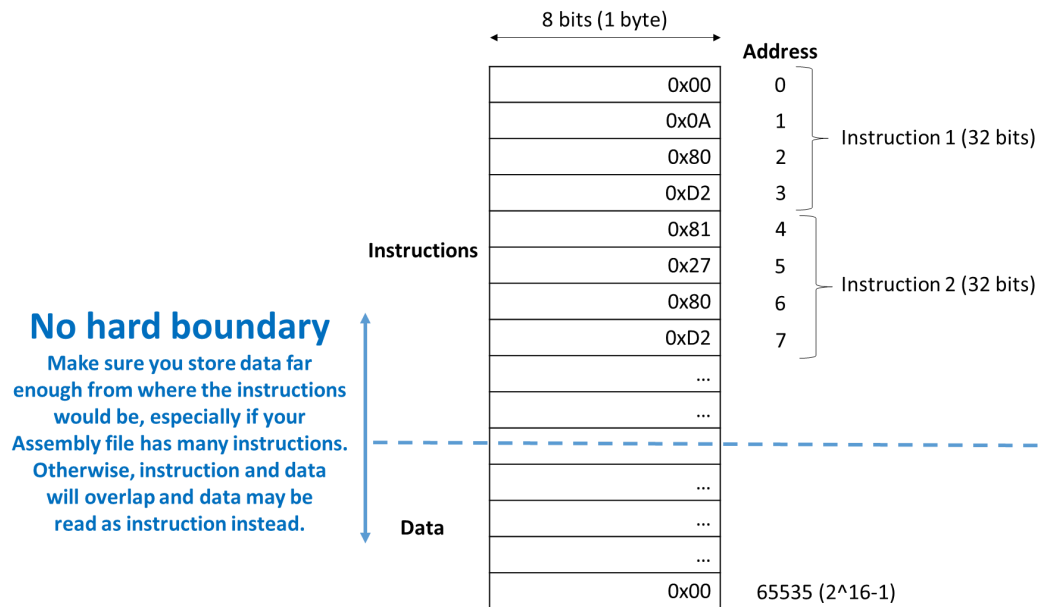 8 bits (1 byte)
Address
0x00 0
0x0A 1
Instruction 1 (32 bits)
0x80 2
0xD2 3
0x81 4
Instructions
0x27 5
Instruction 2 (32 bits)
0x80 6
0xD2 7
No hard boundary
Make sure you store data far
enough from where the instructions
would be, especially if your
Assembly file has many instructions.
Otherwise, instruction and data
will overlap and data may be
read as instruction instead.
...
...
...
...
Data
...
0x00 65535 (2^16-1)